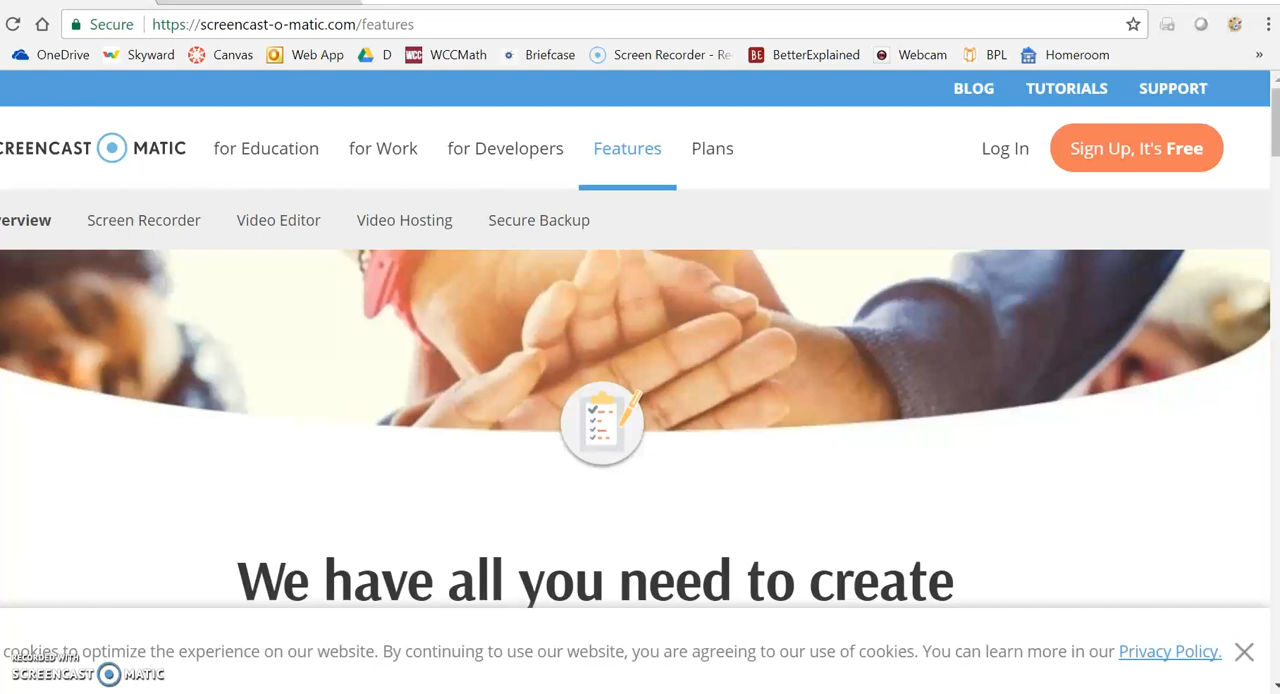 Secure https://screencast-o-matic.com/features
OneDrive Skyward Canvas Web App D WCC WCCMath Briefcase Screen Recorder - Re BE BetterExplained Webcam BPL Homeroom »
BLOG TUTORIALS SUPPORT
CREENCAST MATIC for Education for Work for Developers Features Plans Log In Sign Up, It's Free
verview Screen Recorder Video Editor Video Hosting Secure Backup
We have all you need to create
cookies to optimize the experience on our website. By continuing to use our website, you are agreeing to our use of cookies. You can learn more in our Privacy Policy.
RECORDED WITH
SCREENCAST MATIC